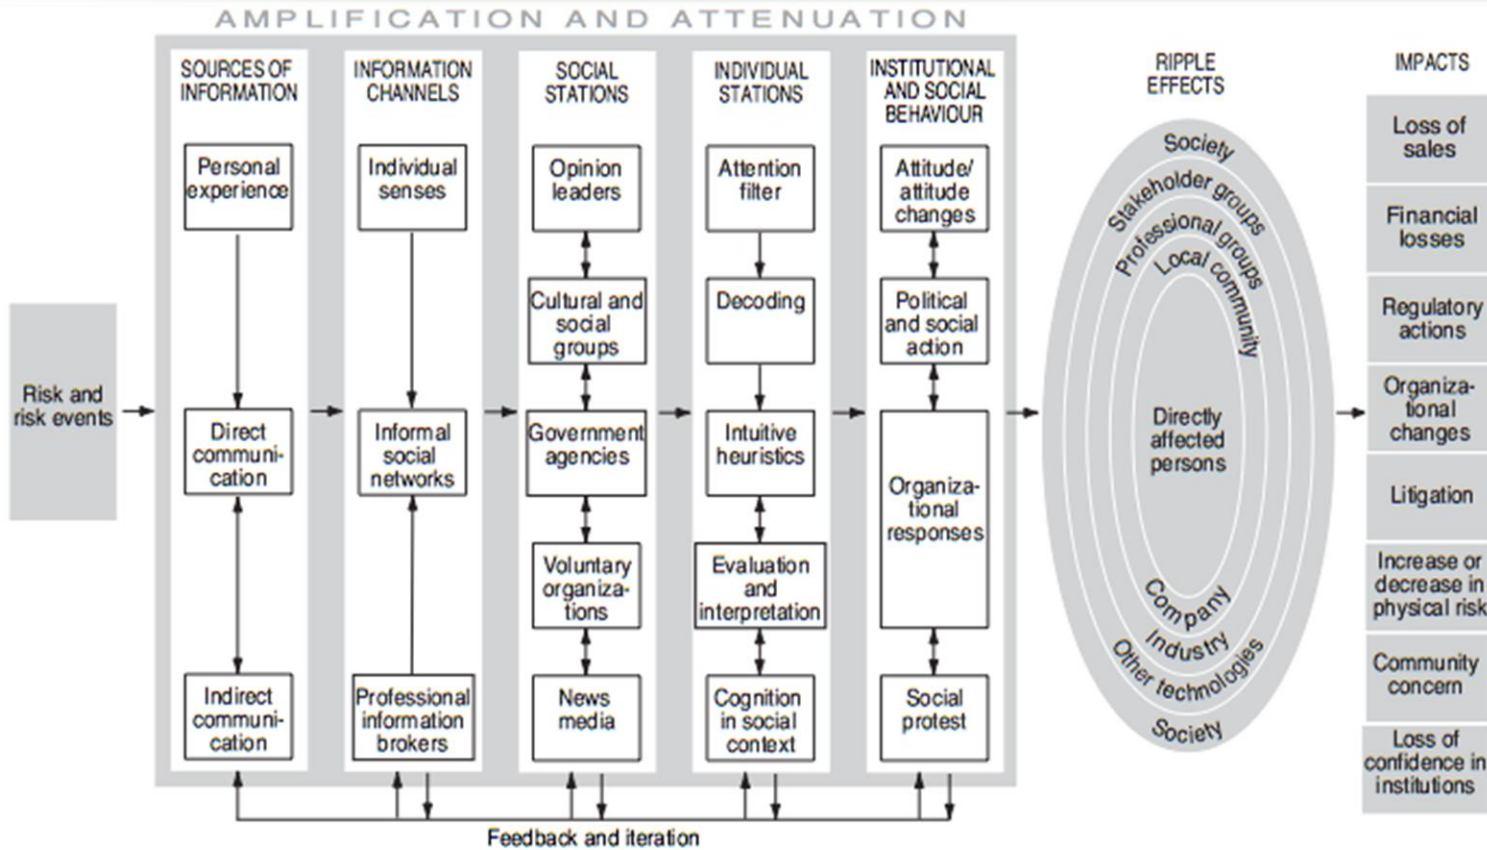 AMPLIFICATION AND ATTENUATION
Risk and
risk events
SOURCES OF
INFORMATION
Personal
experience
Direct
communi-
cation
Indirect
communi-
cation
INFORMATION
CHANNELS
Individual
senses
Informal
social
networks
Professional
information
brokers
SOCIAL
STATIONS
Opinion
leaders
Cultural and
social
groups
Government
agencies
Voluntary
organiza-
tions
News
media
INDIVIDUAL
STATIONS
Attention
filter
Decoding
Intuitive
heuristics
Evaluation
and
interpretation
Cognition
in social
context
INSTITUTIONAL
AND SOCIAL
BEHAVIOUR
Attitude/
attitude
changes
Political
and social
action
Organiza-
tional
responses
Social
protest
Feedback and iteration
RIPPLE
EFFECTS
Society
Stakeholder groups
Professional groups
Local community
Directly
affected
persons
Company
Industry
Other technologies
Society
IMPACTS
Loss of
sales
Financial
losses
Regulatory
actions
Organiza-
tional
changes
Litigation
Increase or
decrease in
physical risk
Community
concern
Loss of
confidence in
institutions